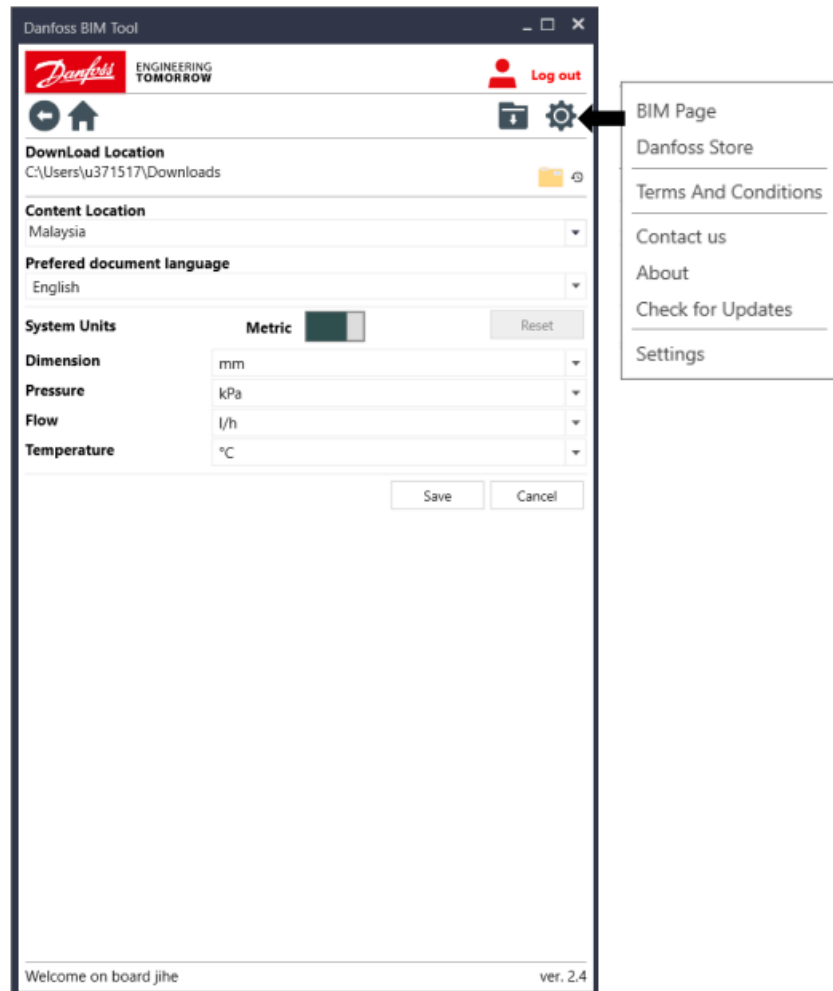 Danfoss BIM Tool
Danfoss ENGINEERING
TOMORROW
Log out
DownLoad Location
C:\Users\u371517\Downloads
Content Location
Malaysia
Prefered document language
English
System Units Metric Reset
Dimension mm
Pressure kPa
Flow l/h
Temperature °C
Save Cancel
Welcome on board jihe ver. 2.4
BIM Page
Danfoss Store
Terms And Conditions
Contact us
About
Check for Updates
Settings